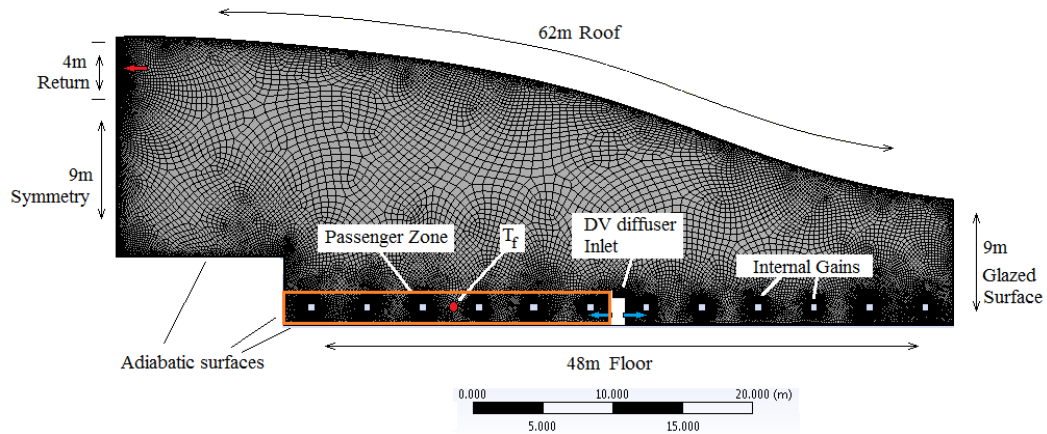 62m Roof
4m
Return
9m
Symmetry
Passenger Zone
T_f
DV diffuser
Inlet
Internal Gains
9m
Glazed
Surface
Adiabatic surfaces
48m Floor
0.000
10.000
20.000 (m)
5.000
15.000